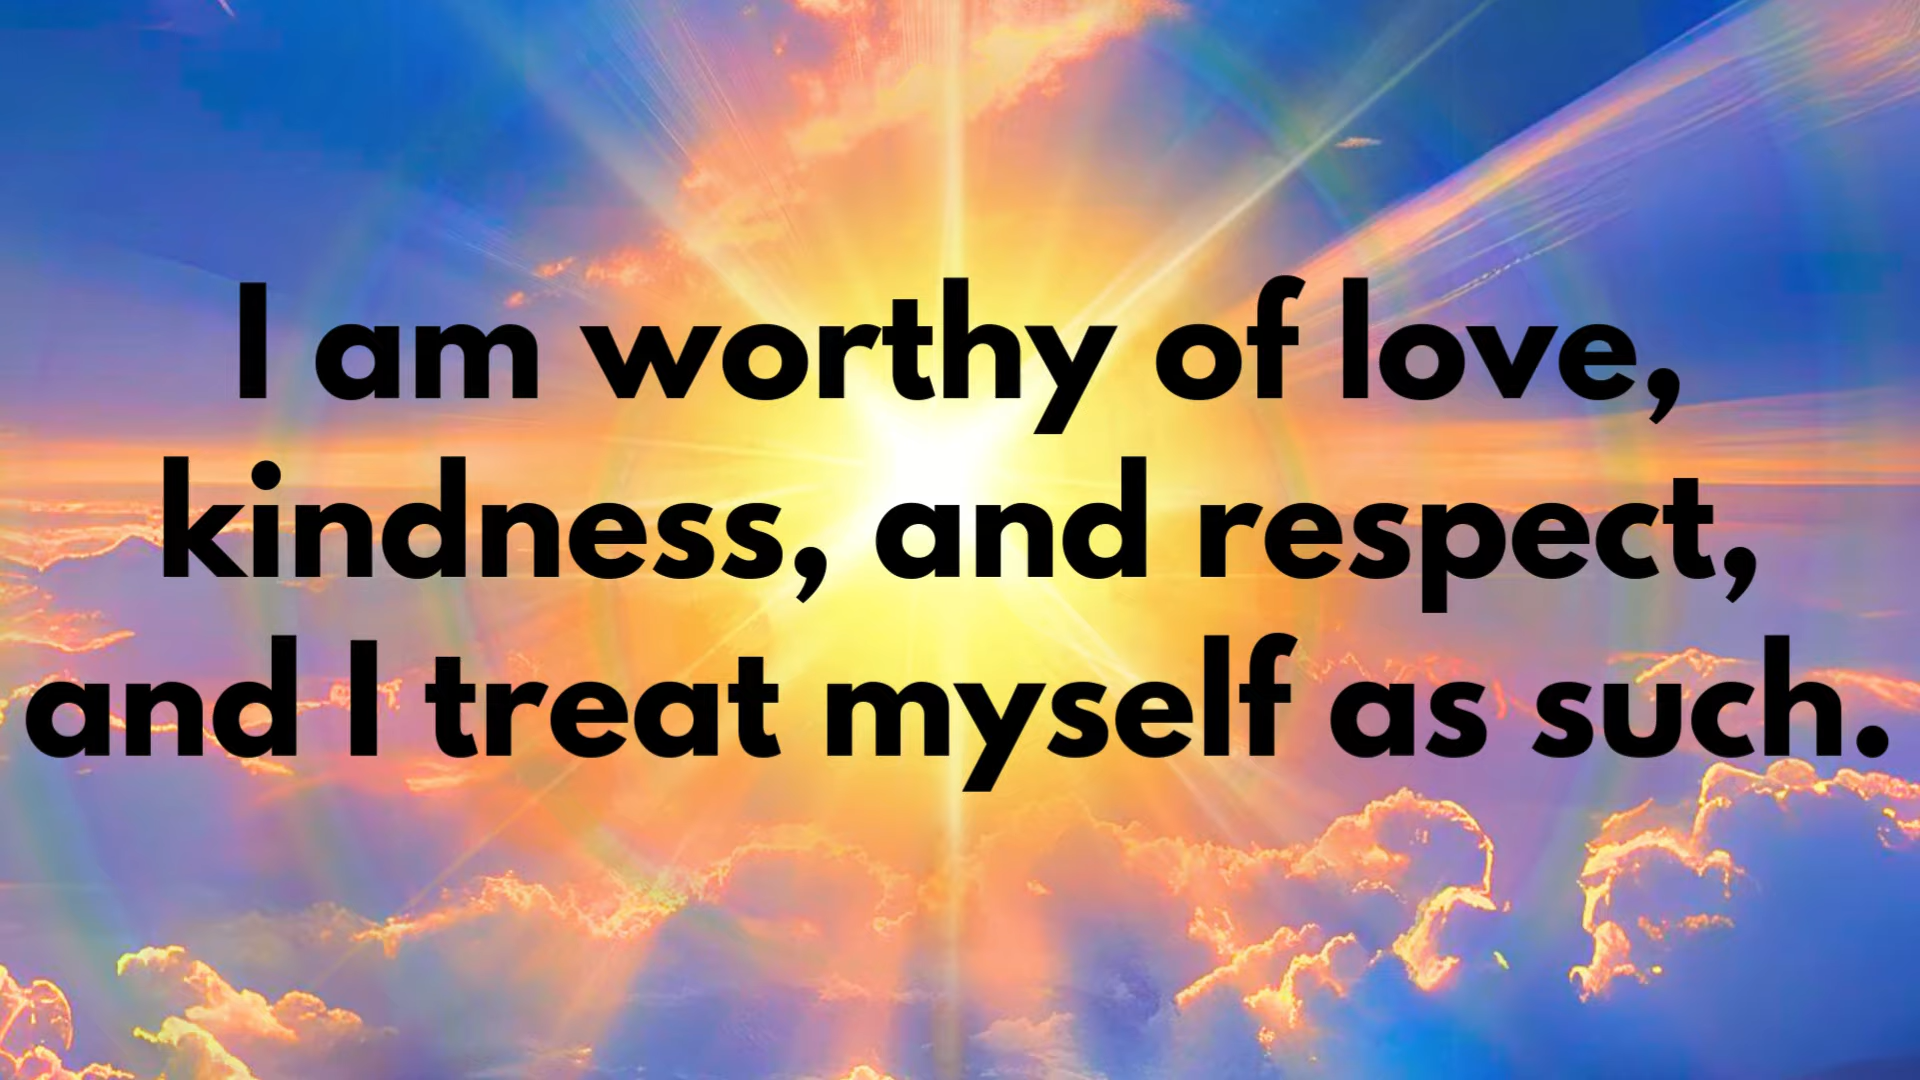 I am worthy of love,
kindness, and respect,
and I treat myself as such.